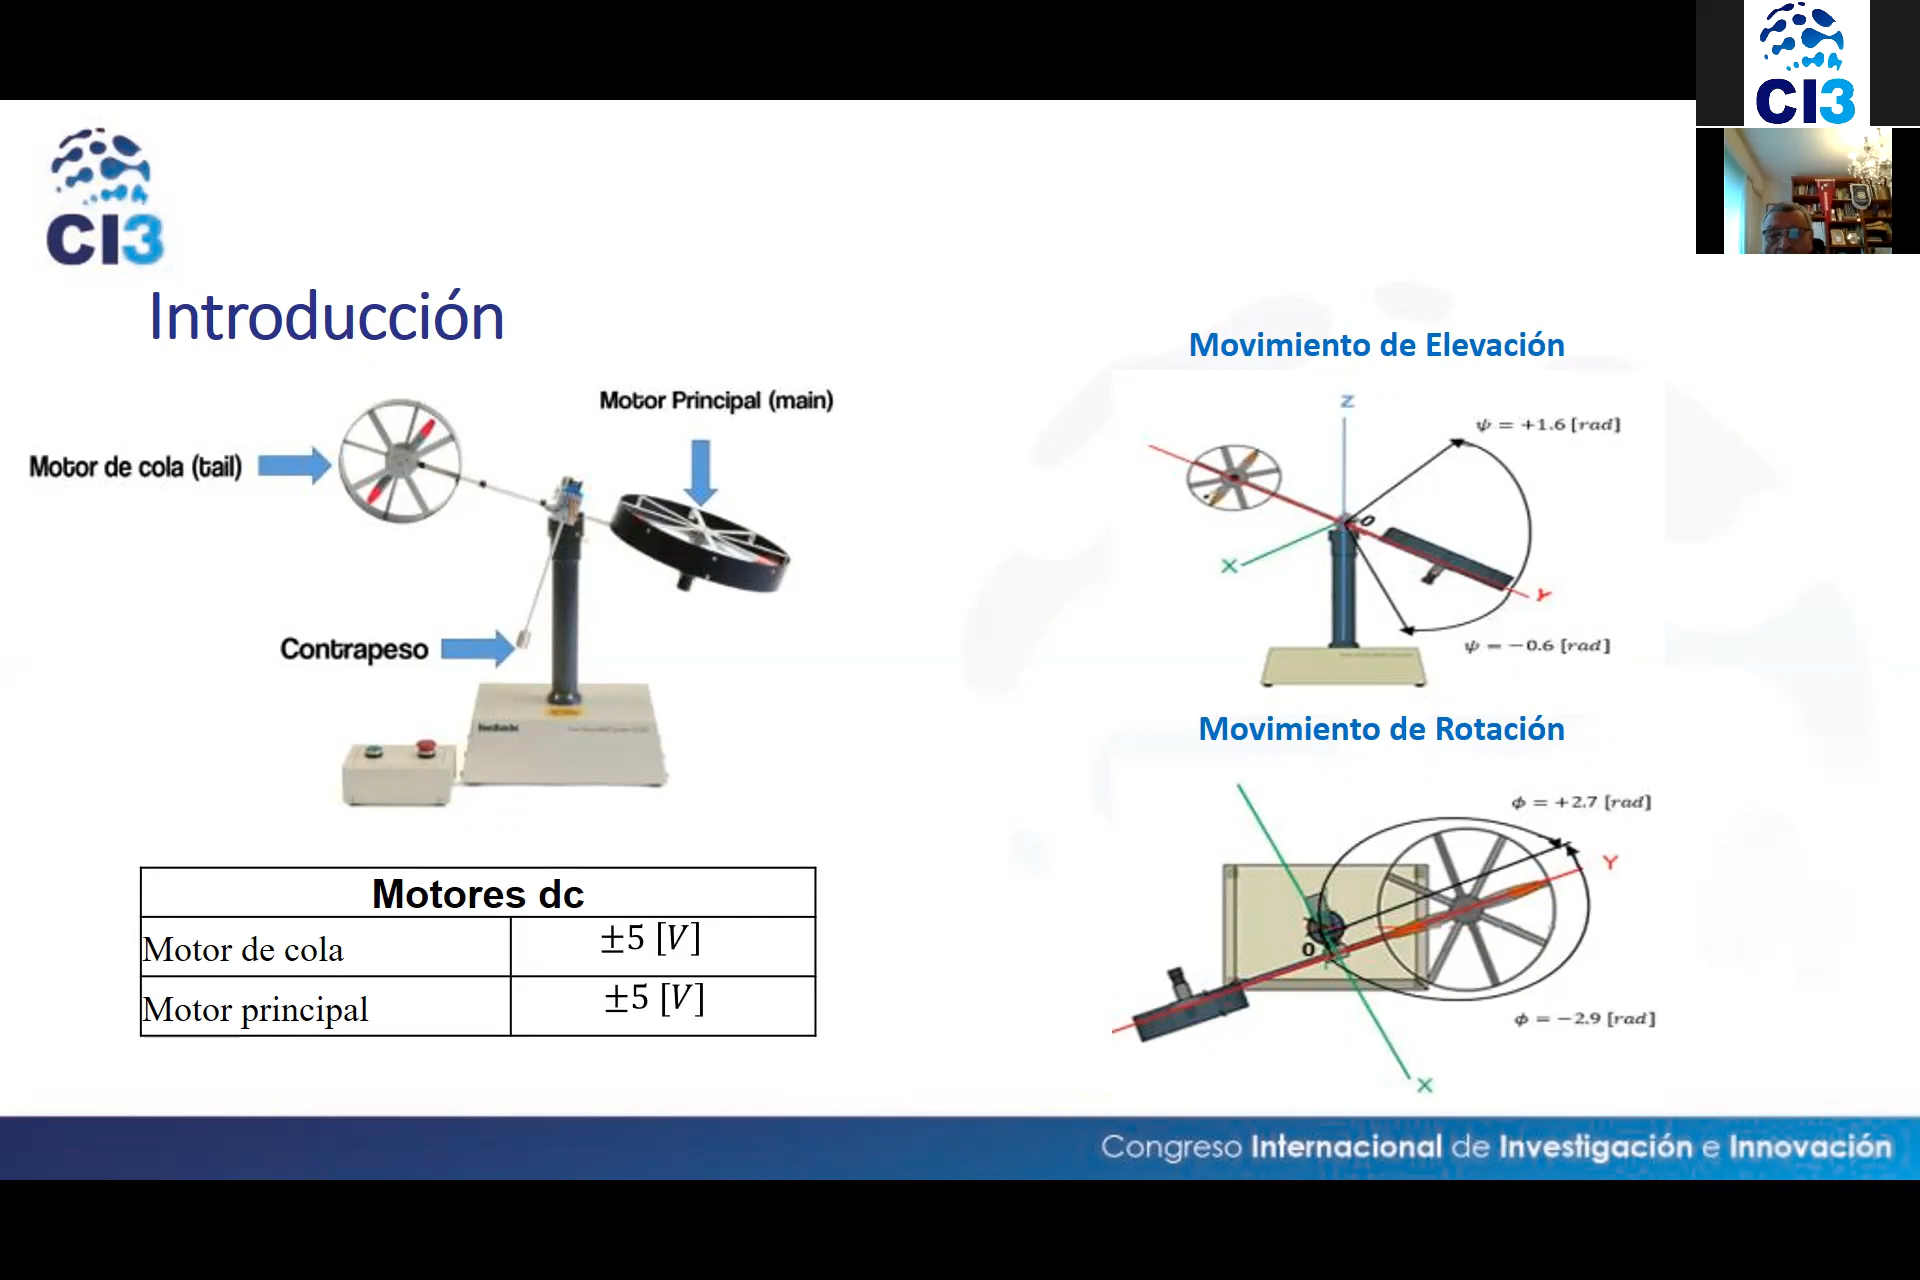 CI3
CI3
Introducción
Motor Principal (main)
Motor de cola (tail)
Contrapeso
Motores dc
Motor de cola
±5 [V]
Motor principal
±5 [V]
Movimiento de Elevación
Z
ψ = +1.6 [rad]
O
X
Y
ψ = −0.6 [rad]
Movimiento de Rotación
ϕ = +2.7 [rad]
Y
O
ϕ = −2.9 [rad]
X
Congreso Internacional de Investigación e Innovación